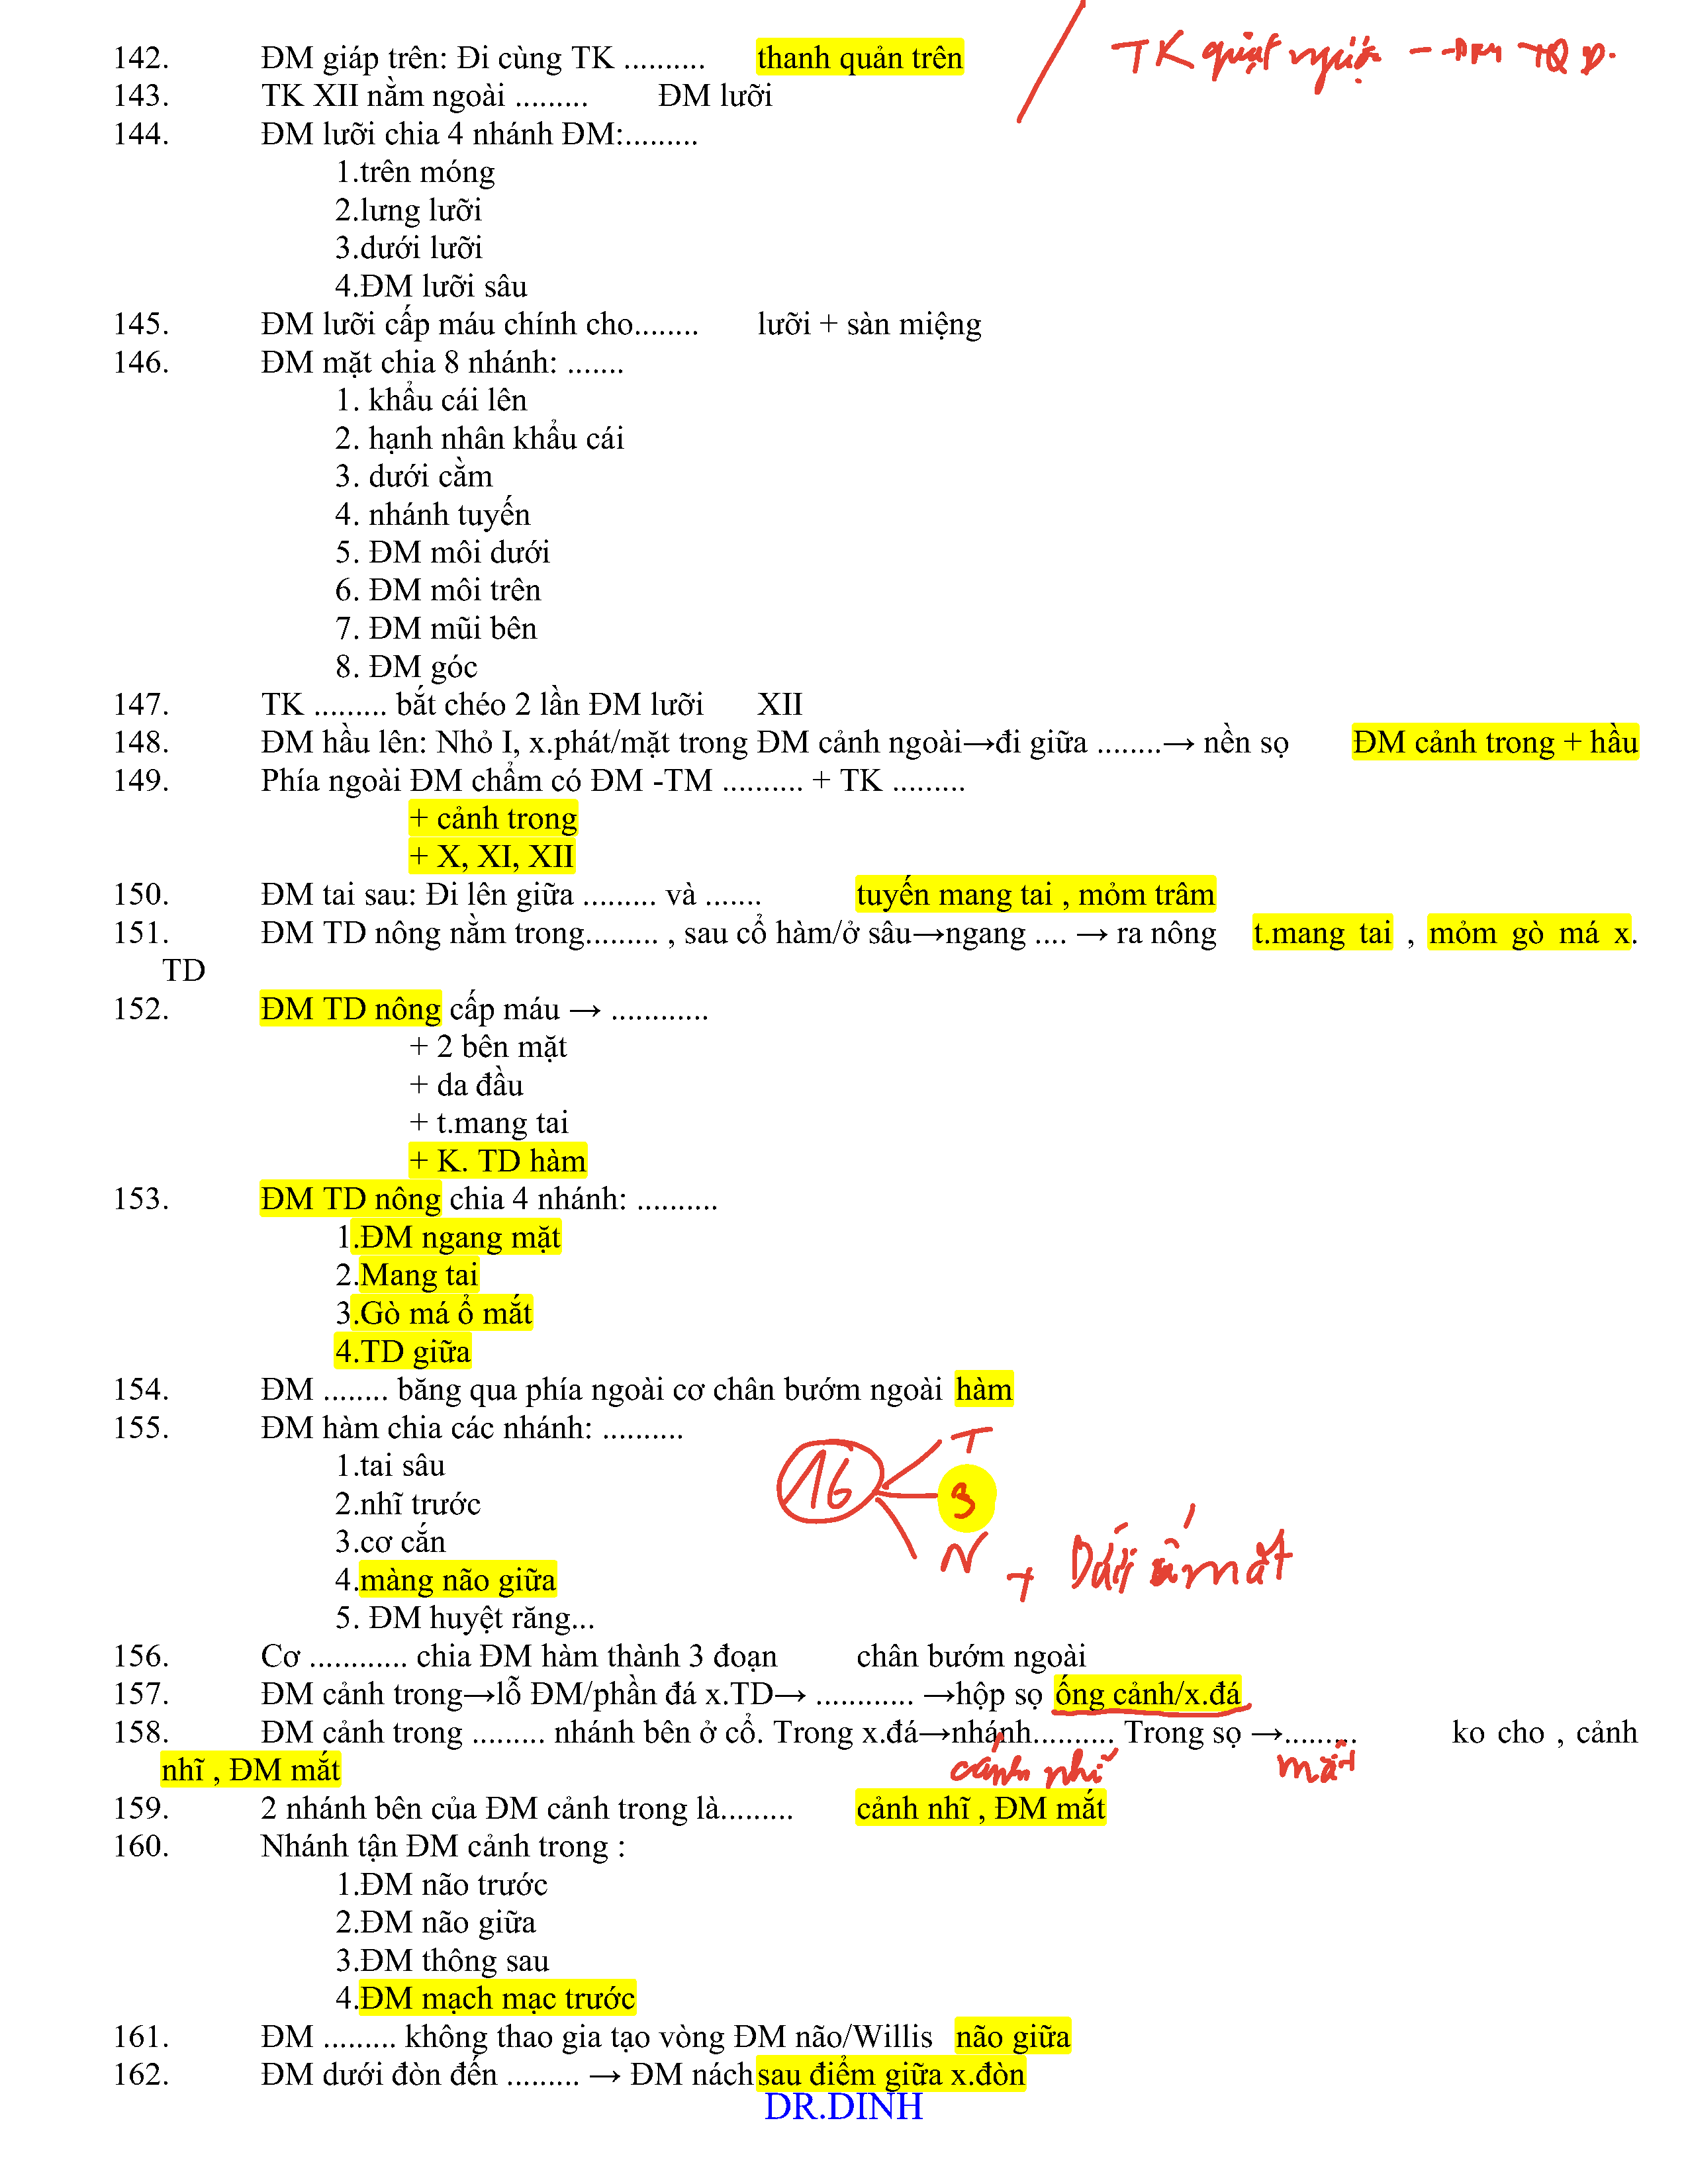 142. ĐM giáp trên: Đi cùng TK .......... thanh quản trên
TK quặt ngược -- ĐM TQ D.
143. TK XII nằm ngoài ......... ĐM lưỡi
144. ĐM lưỡi chia 4 nhánh ĐM:.........
1.trên móng
2.lưng lưỡi
3.dưới lưỡi
4.ĐM lưỡi sâu
145. ĐM lưỡi cấp máu chính cho........ lưỡi + sàn miệng
146. ĐM mặt chia 8 nhánh: .......
1. khẩu cái lên
2. hạnh nhân khẩu cái
3. dưới cằm
4. nhánh tuyến
5. ĐM môi dưới
6. ĐM môi trên
7. ĐM mũi bên
8. ĐM góc
147. TK ......... bắt chéo 2 lần ĐM lưỡi XII
148. ĐM hầu lên: Nhỏ I, x.phát/mặt trong ĐM cảnh ngoài→đi giữa ........→ nền sọ ĐM cảnh trong + hầu
149. Phía ngoài ĐM chẩm có ĐM -TM .......... + TK .........
+ cảnh trong
+ X, XI, XII
150. ĐM tai sau: Đi lên giữa ......... và ....... tuyến mang tai , mỏm trâm
151. ĐM TD nông nằm trong......... , sau cổ hàm/ở sâu→ngang .... → ra nông t.mang tai , mỏm gò má x.
TD
152. ĐM TD nông cấp máu → ............
+ 2 bên mặt
+ da đầu
+ t.mang tai
+ K. TD hàm
153. ĐM TD nông chia 4 nhánh: ..........
1.ĐM ngang mặt
2.Mang tai
3.Gò má ổ mắt
4.TD giữa
154. ĐM ........ băng qua phía ngoài cơ chân bướm ngoài hàm
155. ĐM hàm chia các nhánh: ..........
1.tai sâu
2.nhĩ trước
3.cơ cắn
4.màng não giữa
5. ĐM huyệt răng...
16
T
3
N + Dưới ổ mắt
156. Cơ ............ chia ĐM hàm thành 3 đoạn chân bướm ngoài
157. ĐM cảnh trong→lỗ ĐM/phần đá x.TD→ ............ →hộp sọ ống cảnh/x.đá
158. ĐM cảnh trong ......... nhánh bên ở cổ. Trong x.đá→nhánh.......... Trong sọ →......... ko cho , cảnh
nhĩ , ĐM mắt
cảnh nhĩ mắt
159. 2 nhánh bên của ĐM cảnh trong là......... cảnh nhĩ , ĐM mắt
160. Nhánh tận ĐM cảnh trong :
1.ĐM não trước
2.ĐM não giữa
3.ĐM thông sau
4.ĐM mạch mạc trước
161. ĐM ......... không thao gia tạo vòng ĐM não/Willis não giữa
162. ĐM dưới đòn đến ......... → ĐM nách sau điểm giữa x.đòn
DR.DINH